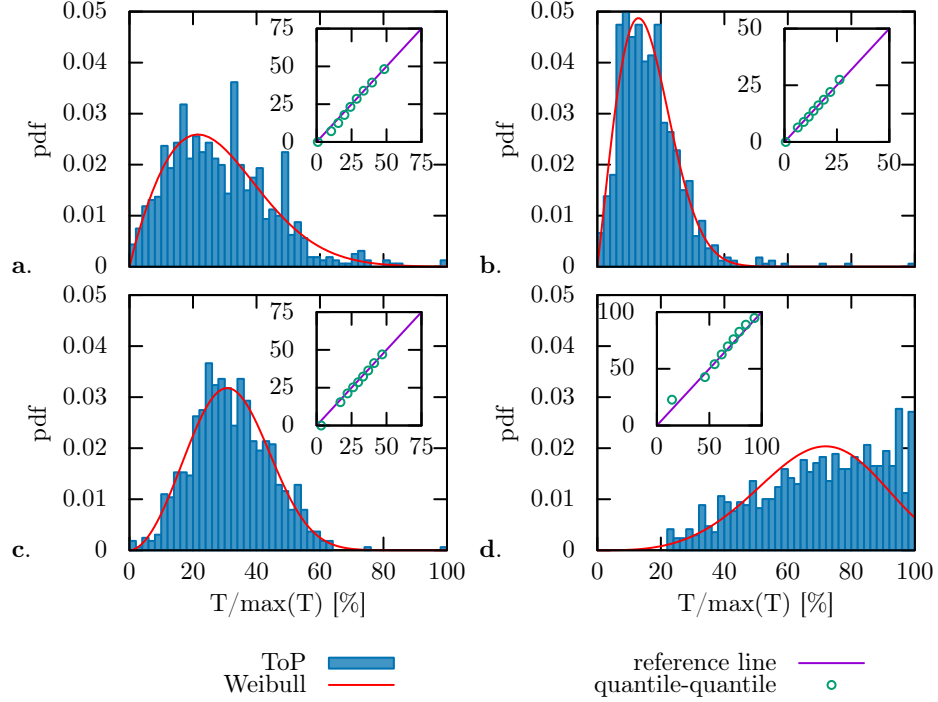 0.05
0.04
0.03
0.02
0.01
0
pdf
a.
75
50
25
0
0 25 50 75
0.05
0.04
0.03
0.02
0.01
0
pdf
b.
50
25
0
0 25 50
0.05
0.04
0.03
0.02
0.01
0
pdf
c.
75
50
25
0
0 25 50 75
0 20 40 60 80 100
T/max(T) [%]
0.05
0.04
0.03
0.02
0.01
0
pdf
d.
100
50
0
0 50 100
0 20 40 60 80 100
T/max(T) [%]
ToP
Weibull
reference line
quantile-quantile